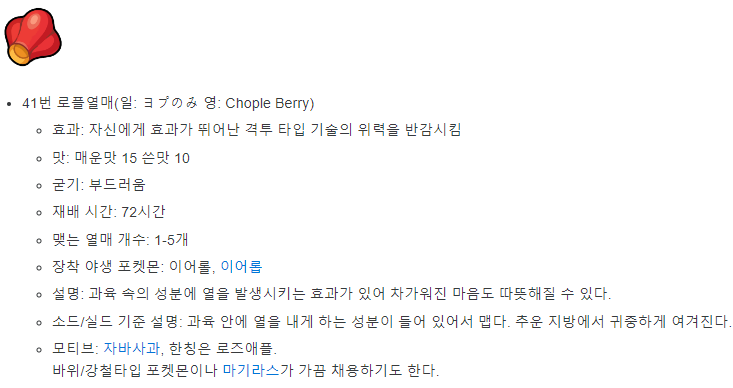 41번 로플열매(일: ヨプのみ 영: Chople Berry)
효과: 자신에게 효과가 뛰어난 격투 타입 기술의 위력을 반감시킴
맛: 매운맛 15 쓴맛 10
굳기: 부드러움
재배 시간: 72시간
맺는 열매 개수: 1-5개
장착 야생 포켓몬: 이어롤, 이어롭
설명: 과육 속의 성분에 열을 발생시키는 효과가 있어 차가워진 마음도 따뜻해질 수 있다.
소드/실드 기준 설명: 과육 안에 열을 내게 하는 성분이 들어 있어서 맵다. 추운 지방에서 귀중하게 여겨진다.
모티브: 자바사과, 한칭은 로즈애플.
바위/강철타입 포켓몬이나 마기라스가 가끔 채용하기도 한다.